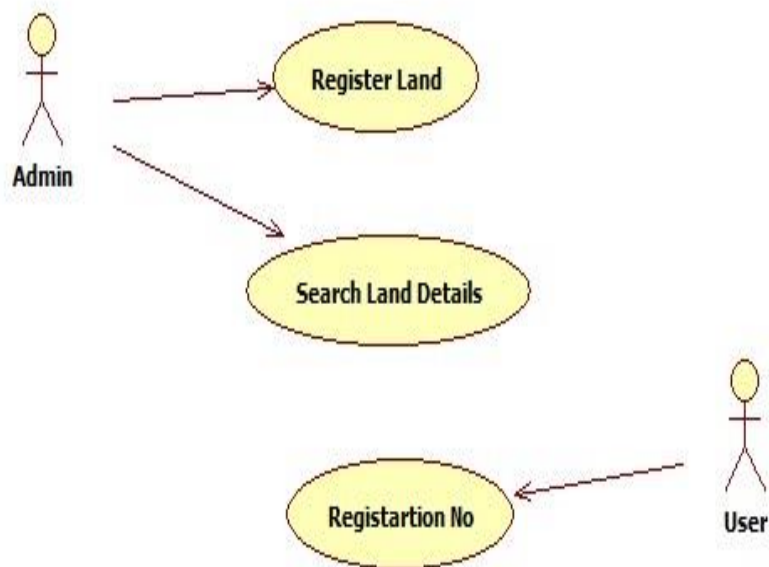 Register Land
Admin
Search Land Details
Registartion No
User